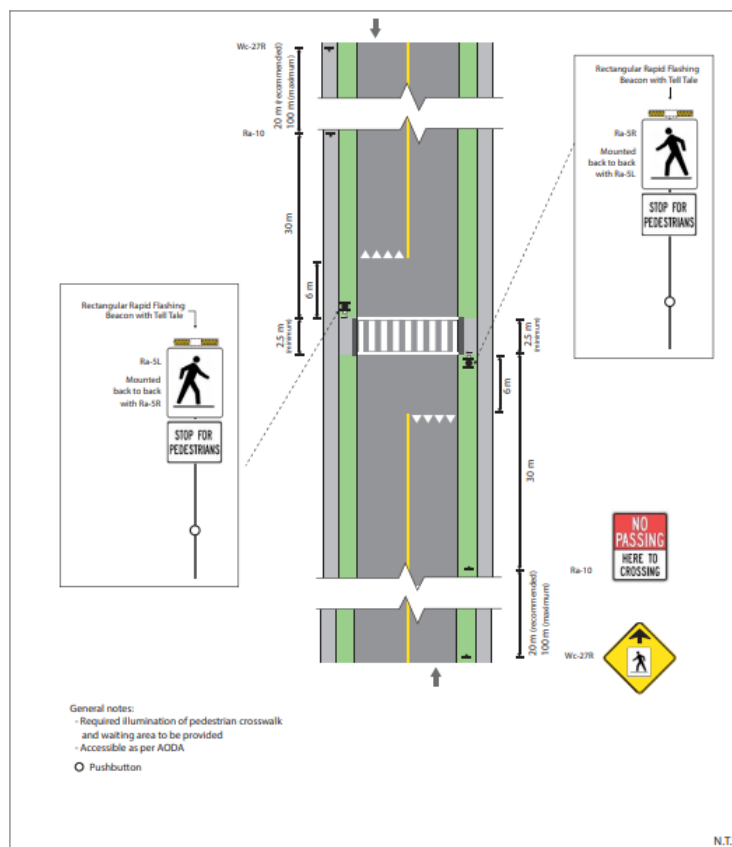 Wc-27R
20 m (recommended)
100 m (maximum)
Ra-10
30 m
6 m
2.5 m
(minimum)
Rectangular Rapid Flashing
Beacon with Tell Tale
Ra-5R
Mounted
back to back
with Ra-5L
STOP FOR
PEDESTRIANS
Rectangular Rapid Flashing
Beacon with Tell Tale
Ra-5L
Mounted
back to back
with Ra-5R
STOP FOR
PEDESTRIANS
2.5 m
(minimum)
6 m
30 m
Ra-10
NO
PASSING
HERE TO
CROSSING
20 m (recommended)
100 m (maximum)
Wc-27R
General notes:
- Required illumination of pedestrian crosswalk
and waiting area to be provided
- Accessible as per AODA
Pushbutton
N.T.